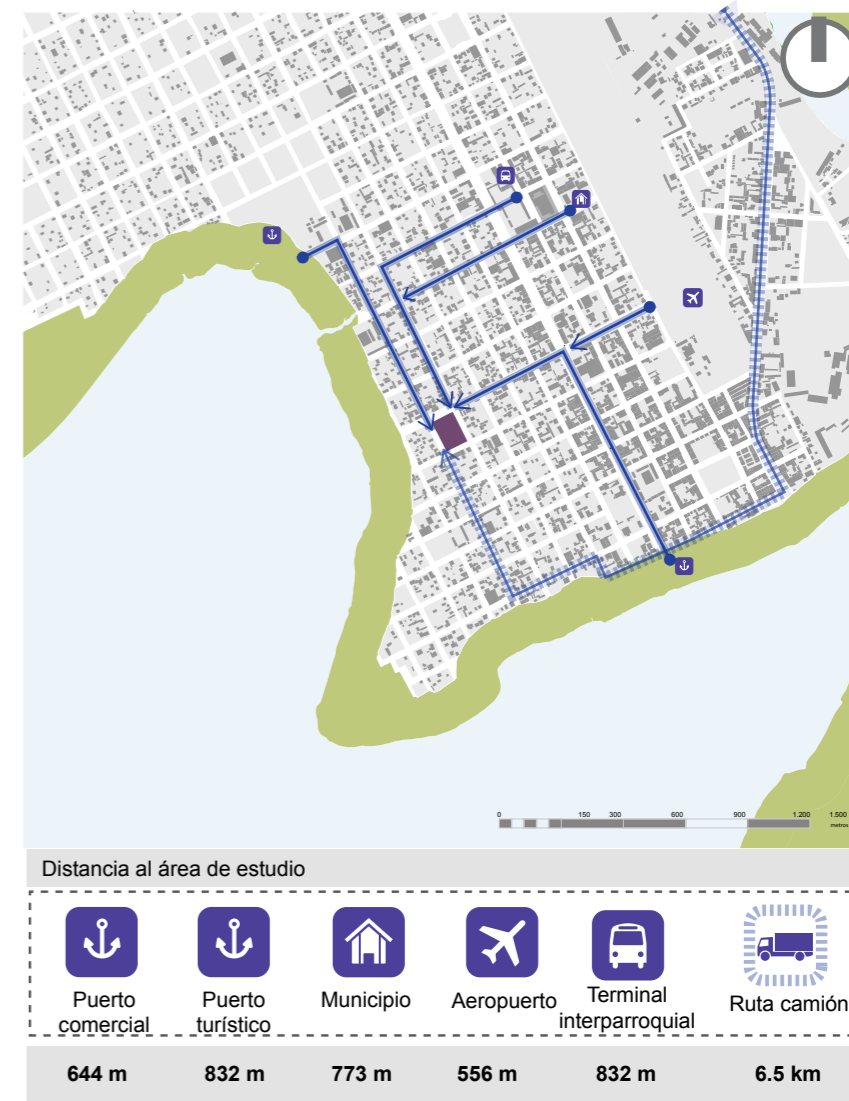 0 150 300 600 900 1.200 1.500
metros
Distancia al área de estudio
Puerto comercial
Puerto turístico
Municipio
Aeropuerto
Terminal interparroquial
Ruta camión
644 m 832 m 773 m 556 m 832 m 6.5 km